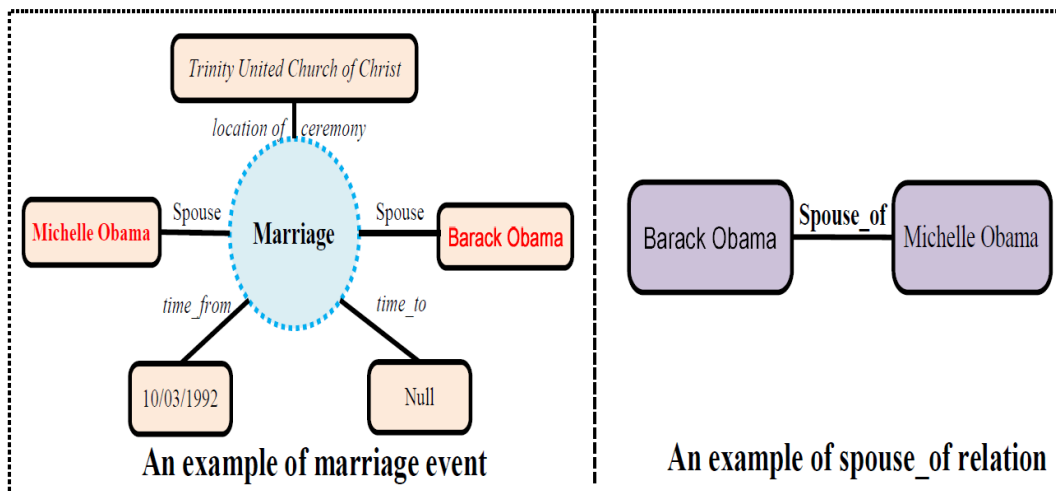 Trinity United Church of Christ
location of ceremony
Michelle Obama
Spouse
Marriage
Spouse
Barack Obama
time_from
time_to
10/03/1992
Null
An example of marriage event
Barack Obama
Spouse_of
Michelle Obama
An example of spouse_of relation